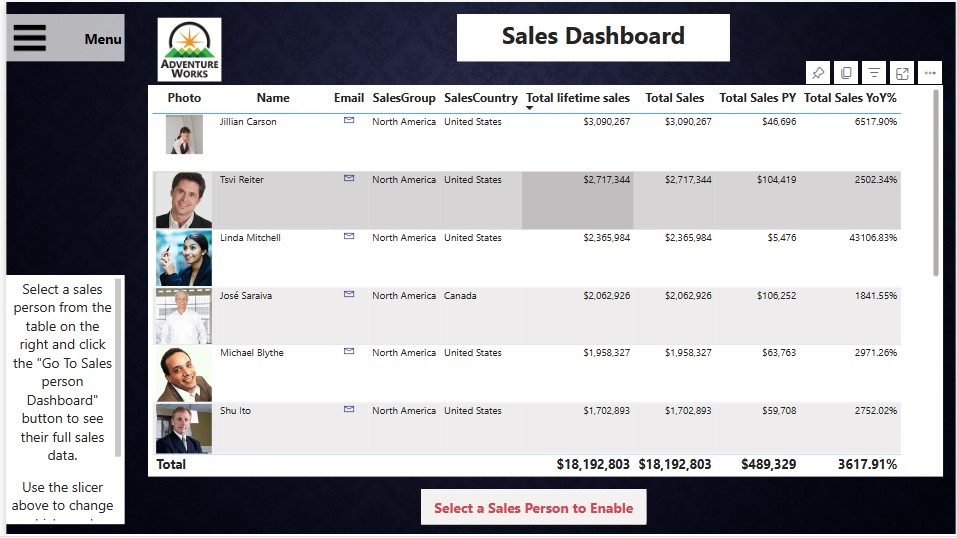 Menu
ADVENTURE
WORKS
Sales Dashboard
Photo Name Email SalesGroup SalesCountry Total lifetime sales Total Sales Total Sales PY Total Sales YoY%
Jillian Carson North America United States $3,090,267 $3,090,267 $46,696 6517.90%
Tsvi Reiter North America United States $2,717,344 $2,717,344 $104,419 2502.34%
Linda Mitchell North America United States $2,365,984 $2,365,984 $5,476 43106.83%
José Saraiva North America Canada $2,062,926 $2,062,926 $106,252 1841.55%
Michael Blythe North America United States $1,958,327 $1,958,327 $63,763 2971.26%
Shu Ito North America United States $1,702,893 $1,702,893 $59,708 2752.02%
Total $18,192,803 $18,192,803 $489,329 3617.91%
Select a sales
person from the
table on the
right and click
the "Go To Sales
person
Dashboard"
button to see
their full sales
data.
Use the slicer
above to change
Select a Sales Person to Enable